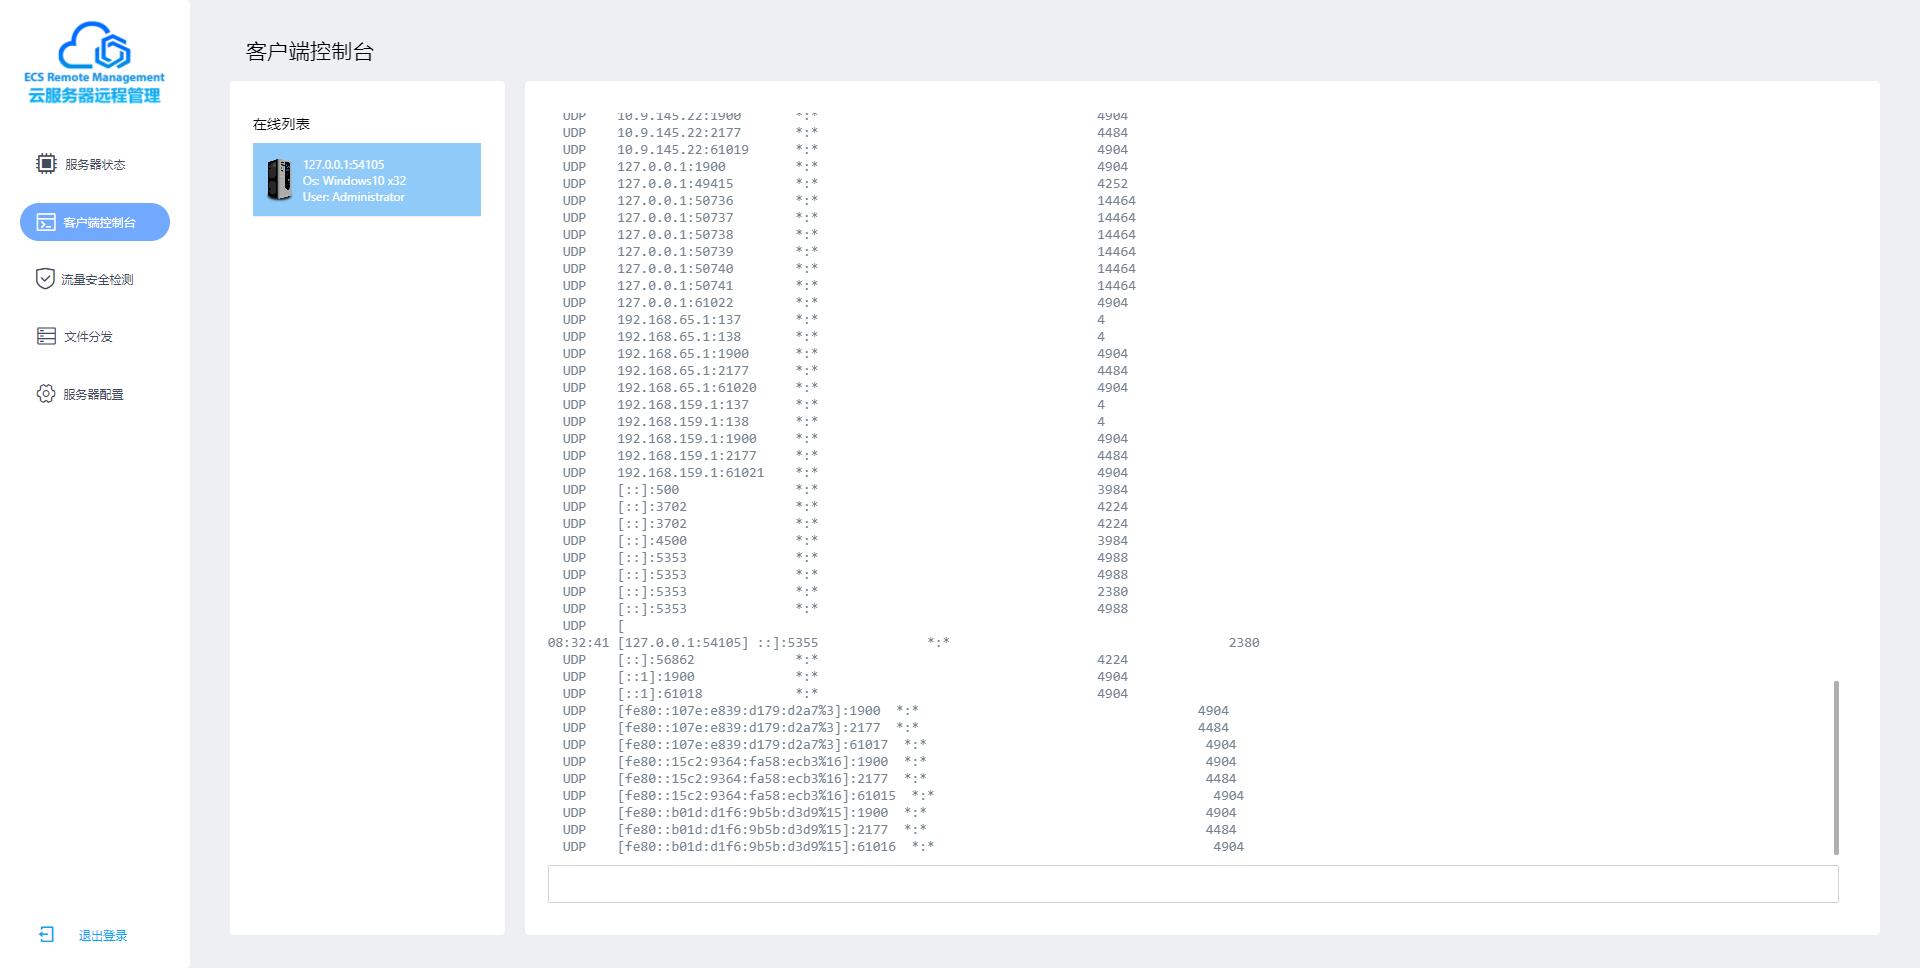 ECS Remote Management
云服务器远程管理
服务器状态
客户端控制台
流量安全检测
文件分发
服务器配置
退出登录
客户端控制台
在线列表
127.0.0.1:54105
Os: Windows10 x32
User: Administrator
UDP 10.9.145.22:1900 *:* 4904
UDP 10.9.145.22:2177 *:* 4484
UDP 10.9.145.22:61019 *:* 4904
UDP 127.0.0.1:1900 *:* 4904
UDP 127.0.0.1:49415 *:* 4252
UDP 127.0.0.1:50736 *:* 14464
UDP 127.0.0.1:50737 *:* 14464
UDP 127.0.0.1:50738 *:* 14464
UDP 127.0.0.1:50739 *:* 14464
UDP 127.0.0.1:50740 *:* 14464
UDP 127.0.0.1:50741 *:* 14464
UDP 127.0.0.1:61022 *:* 4904
UDP 192.168.65.1:137 *:* 4
UDP 192.168.65.1:138 *:* 4
UDP 192.168.65.1:1900 *:* 4904
UDP 192.168.65.1:2177 *:* 4484
UDP 192.168.65.1:61020 *:* 4904
UDP 192.168.159.1:137 *:* 4
UDP 192.168.159.1:138 *:* 4
UDP 192.168.159.1:1900 *:* 4904
UDP 192.168.159.1:2177 *:* 4484
UDP 192.168.159.1:61021 *:* 4904
UDP [::]:500 *:* 3984
UDP [::]:3702 *:* 4224
UDP [::]:3702 *:* 4224
UDP [::]:4500 *:* 3984
UDP [::]:5353 *:* 4988
UDP [::]:5353 *:* 4988
UDP [::]:5353 *:* 2380
UDP [::]:5353 *:* 4988
UDP [
08:32:41 [127.0.0.1:54105] ::]:5355 *:* 2380
UDP [::]:56862 *:* 4224
UDP [::1]:1900 *:* 4904
UDP [::1]:61018 *:* 4904
UDP [fe80::107e:e839:d179:d2a7%3]:1900 *:* 4904
UDP [fe80::107e:e839:d179:d2a7%3]:2177 *:* 4484
UDP [fe80::107e:e839:d179:d2a7%3]:61017 *:* 4904
UDP [fe80::15c2:9364:fa58:ecb3%16]:1900 *:* 4904
UDP [fe80::15c2:9364:fa58:ecb3%16]:2177 *:* 4484
UDP [fe80::15c2:9364:fa58:ecb3%16]:61015 *:* 4904
UDP [fe80::b01d:d1f6:9b5b:d3d9%15]:1900 *:* 4904
UDP [fe80::b01d:d1f6:9b5b:d3d9%15]:2177 *:* 4484
UDP [fe80::b01d:d1f6:9b5b:d3d9%15]:61016 *:* 4904